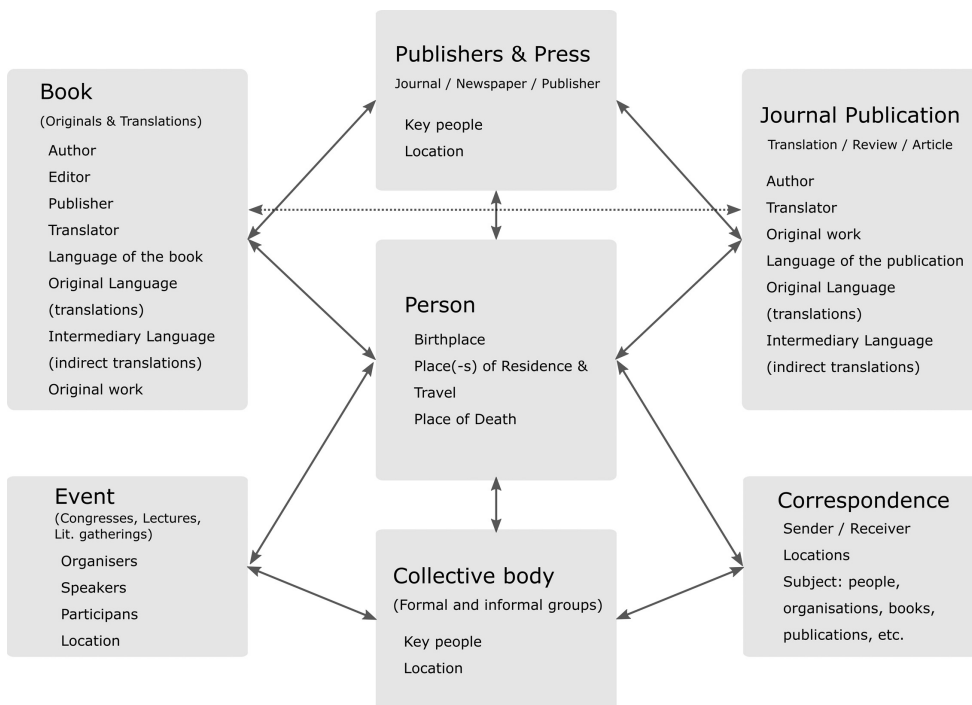 Publishers & Press
Journal / Newspaper / Publisher
Key people
Location
Book
(Originals & Translations)
Author
Editor
Publisher
Translator
Language of the book
Original Language
(translations)
Intermediary Language
(indirect translations)
Original work
Journal Publication
Translation / Review / Article
Author
Translator
Original work
Language of the publication
Original Language
(translations)
Intermediary Language
(indirect translations)
Person
Birthplace
Place(-s) of Residence &
Travel
Place of Death
Event
(Congresses, Lectures,
Lit. gatherings)
Organisers
Speakers
Participans
Location
Collective body
(Formal and informal groups)
Key people
Location
Correspondence
Sender / Receiver
Locations
Subject: people,
organisations, books,
publications, etc.